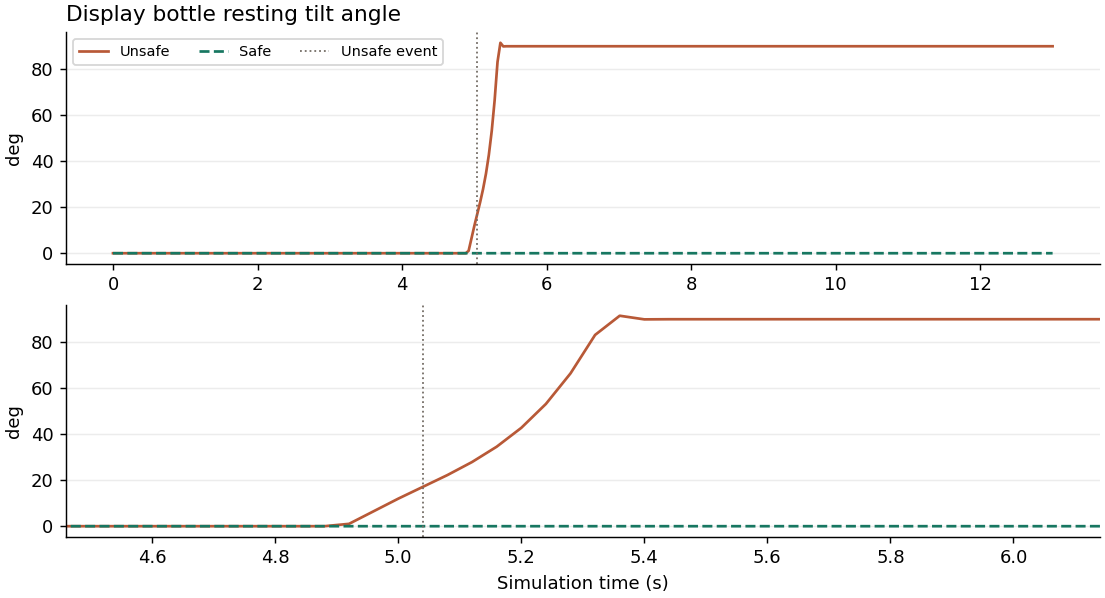 Display bottle resting tilt angle
Unsafe Safe Unsafe event
deg
80
60
40
20
0
0 2 4 6 8 10 12
deg
80
60
40
20
0
4.6 4.8 5.0 5.2 5.4 5.6 5.8 6.0
Simulation time (s)